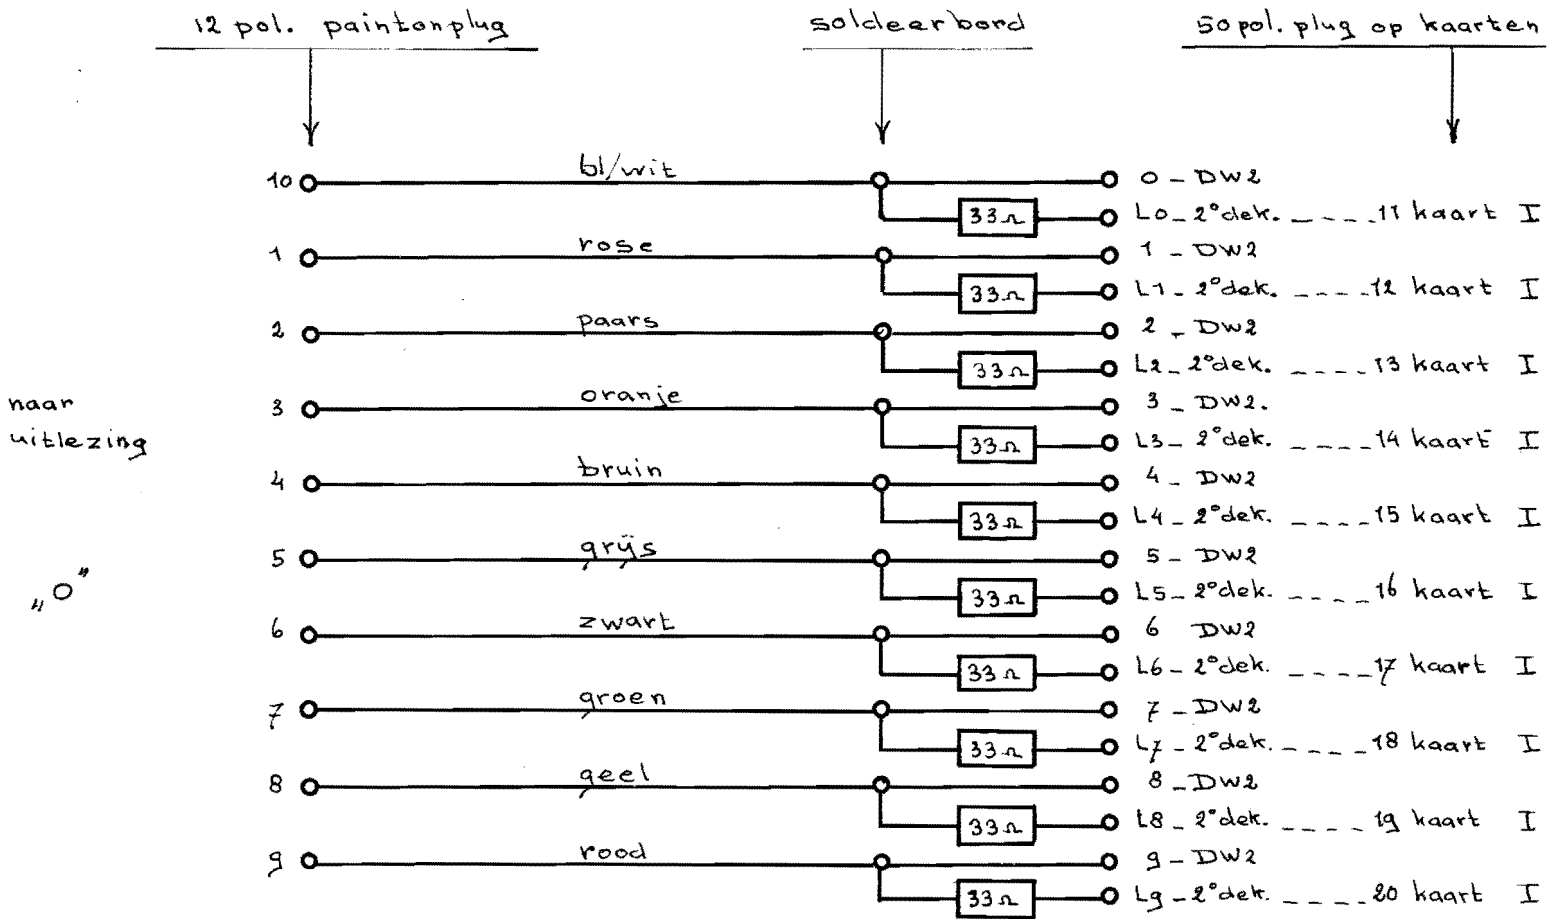 12 pol. paintonplug soldeerbord 50 pol. plug op kaarten
10 bl/wit 0 - DW2
33Ω L0 - 2°dek. ---- 11 kaart I
1 rose 1 - DW2
33Ω L1 - 2°dek. ---- 12 kaart I
2 paars 2 - DW2
33Ω L2 - 2°dek. ---- 13 kaart I
naar
uitlezing
3 oranje 3 - DW2.
33Ω L3 - 2°dek. ---- 14 kaart I
4 bruin 4 - DW2
33Ω L4 - 2°dek. ---- 15 kaart I
5 grijs 5 - DW2
„O"
33Ω L5 - 2°dek. ---- 16 kaart I
6 zwart 6 DW2
33Ω L6 - 2°dek. ---- 17 kaart I
7 groen 7 - DW2
33Ω L7 - 2°dek. ---- 18 kaart I
8 geel 8 - DW2
33Ω L8 - 2°dek. ---- 19 kaart I
9 rood 9 - DW2
33Ω L9 - 2°dek. ---- 20 kaart I